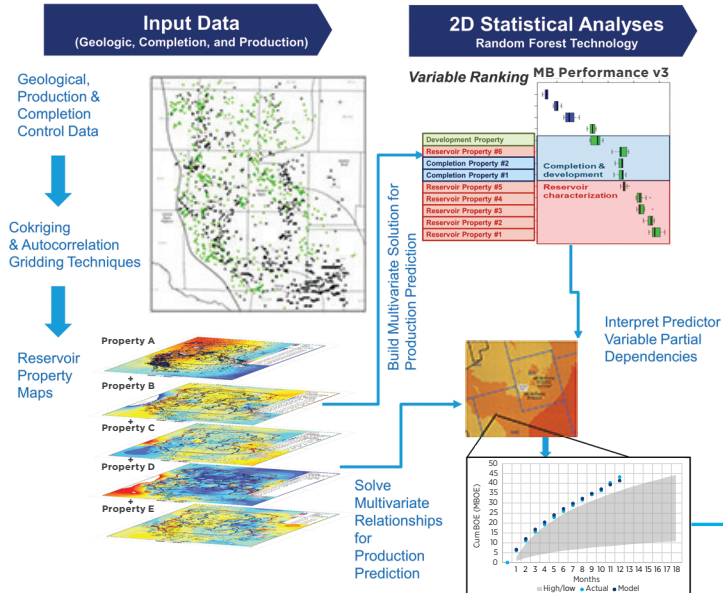 Input Data
(Geologic, Completion, and Production)
2D Statistical Analyses
Random Forest Technology
Geological,
Production &
Completion
Control Data
Cokriging
& Autocorrelation
Gridding Techniques
Reservoir
Property
Maps
Property A
+
Property B
+
Property C
+
Property D
+
Property E
Build Multivariate Solution for
Production Prediction
Solve
Multivariate
Relationships
for
Production
Prediction
Variable Ranking
MB Performance v3
Development Property
Reservoir Property #6
Completion Property #2
Completion Property #1
Reservoir Property #5
Reservoir Property #4
Reservoir Property #3
Reservoir Property #2
Reservoir Property #1
Completion &
development
Reservoir
characterization
Interpret Predictor
Variable Partial
Dependencies
Cum BOE (MBOE)
50
45
40
35
30
25
20
15
10
5
0
1 2 3 4 5 6 7 8 9 10 11 12 13 14 15 16 17 18
Months
High/low Actual Model